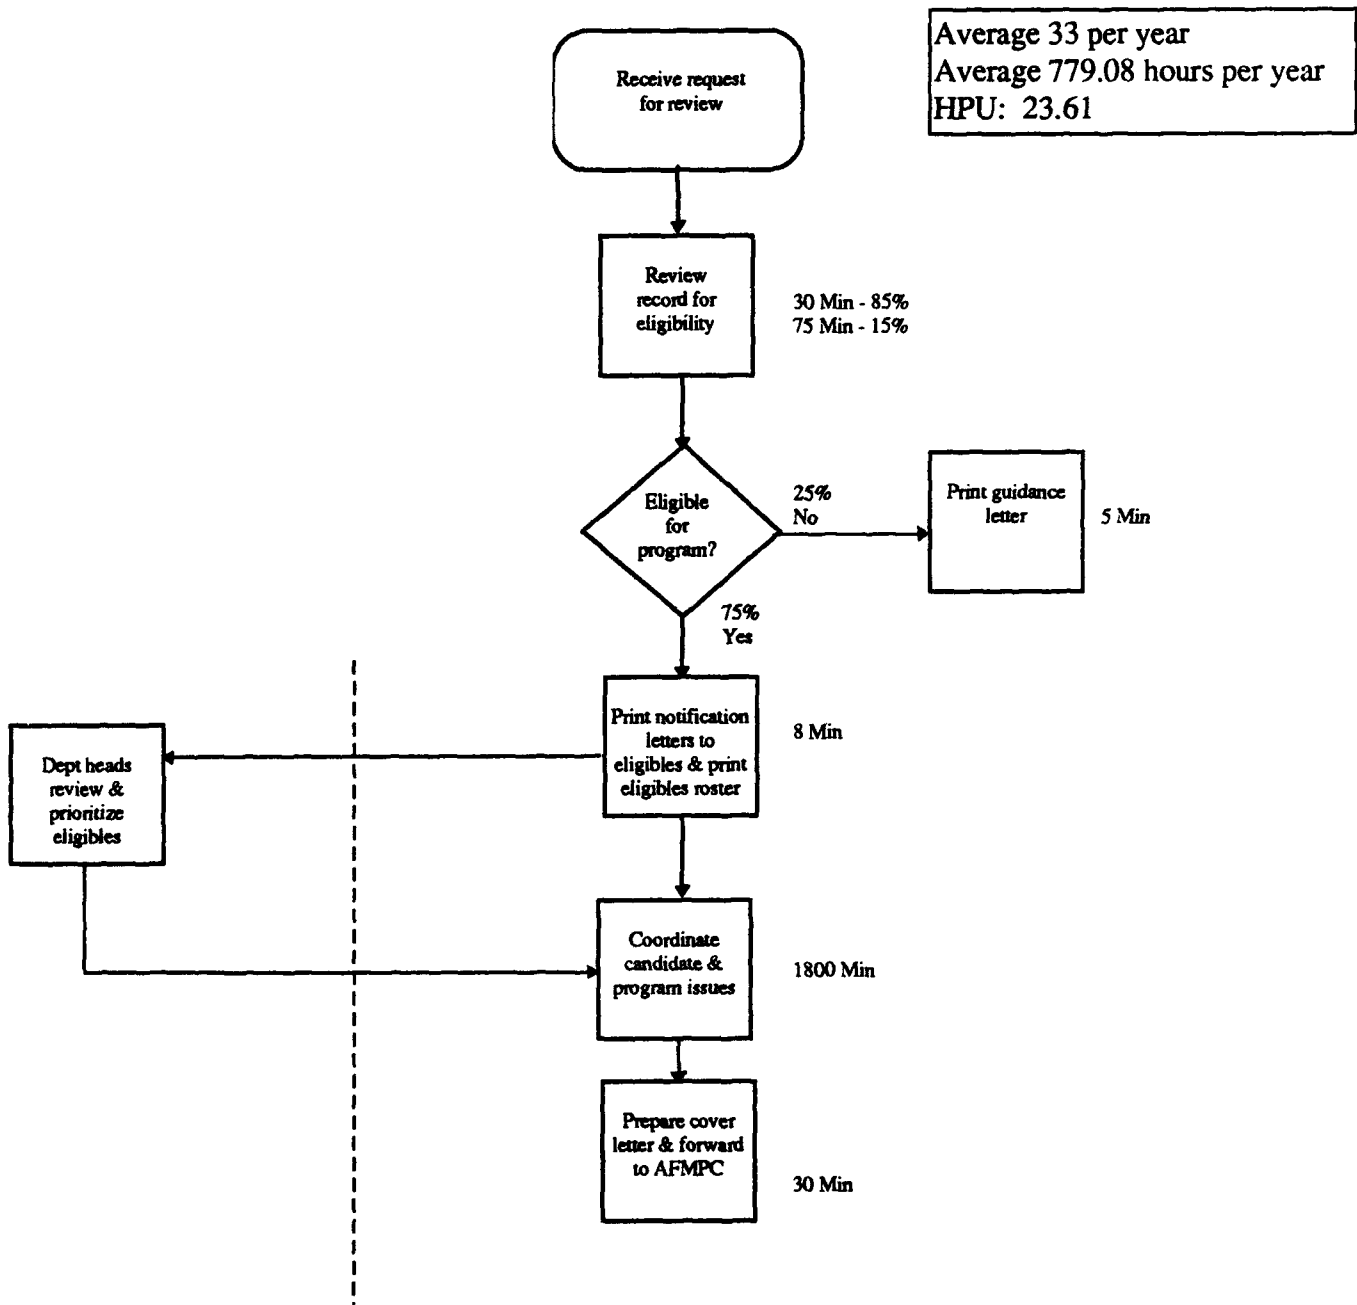 Average 33 per year
Average 779.08 hours per year
HPU: 23.61
Receive request
for review
Review
record for
eligibility
30 Min - 85%
75 Min - 15%
Eligible
for
program?
25%
No
Print guidance
letter
5 Min
75%
Yes
Print notification
letters to
eligibles & print
eligibles roster
8 Min
Dept heads
review &
prioritize
eligibles
Coordinate
candidate &
program issues
1800 Min
Prepare cover
letter & forward
to AFMPC
30 Min